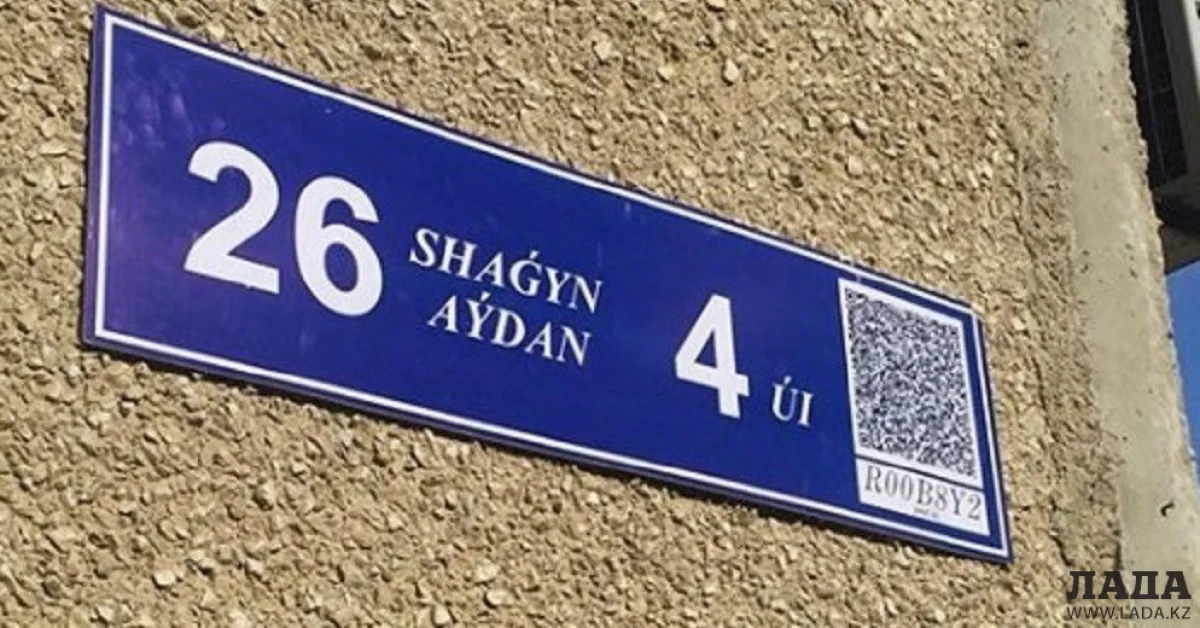 26
SHAǴYN
AÝDAN
4
ÚI
R00B8Y2
ЛАДА
WWW.LADA.KZ